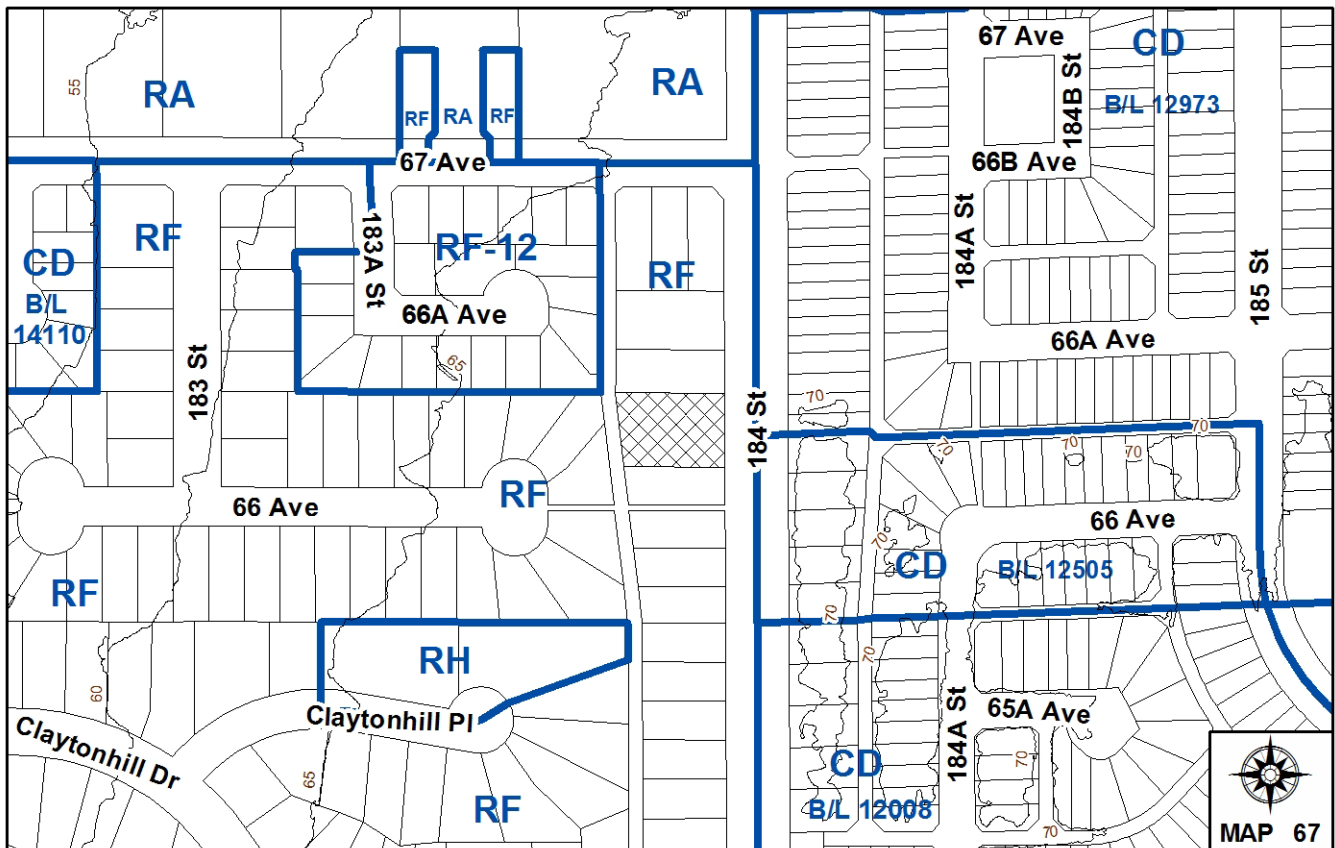 67 Ave
CD
184B St
B/L 12973
55
RA
RA
RF
RA
RF
67 Ave
66B Ave
184A St
CD
B/L
14110
RF
183A St
RF-12
RF
185 St
66A Ave
66A Ave
65
183 St
70
184 St
70
70
70
70
RF
66 Ave
66 Ave
70
CD
B/L 12505
RF
70
70
RH
60
Claytonhill Pl
184A St
65A Ave
Claytonhill Dr
65
CD
70
RF
B/L 12008
70
MAP 67